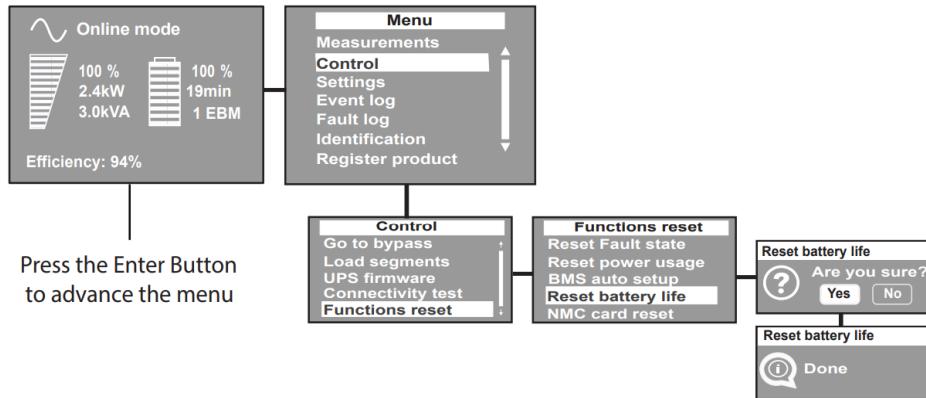 Online mode
100 %
2.4kW
3.0kVA
100 %
19min
1 EBM
Efficiency: 94%
Press the Enter Button
to advance the menu
Menu
Measurements
Control
Settings
Event log
Fault log
Identification
Register product
Control
Go to bypass
Load segments
UPS firmware
Connectivity test
Functions reset
Functions reset
Reset Fault state
Reset power usage
BMS auto setup
Reset battery life
NMC card reset
Reset battery life
Are you sure?
Yes No
Reset battery life
Done